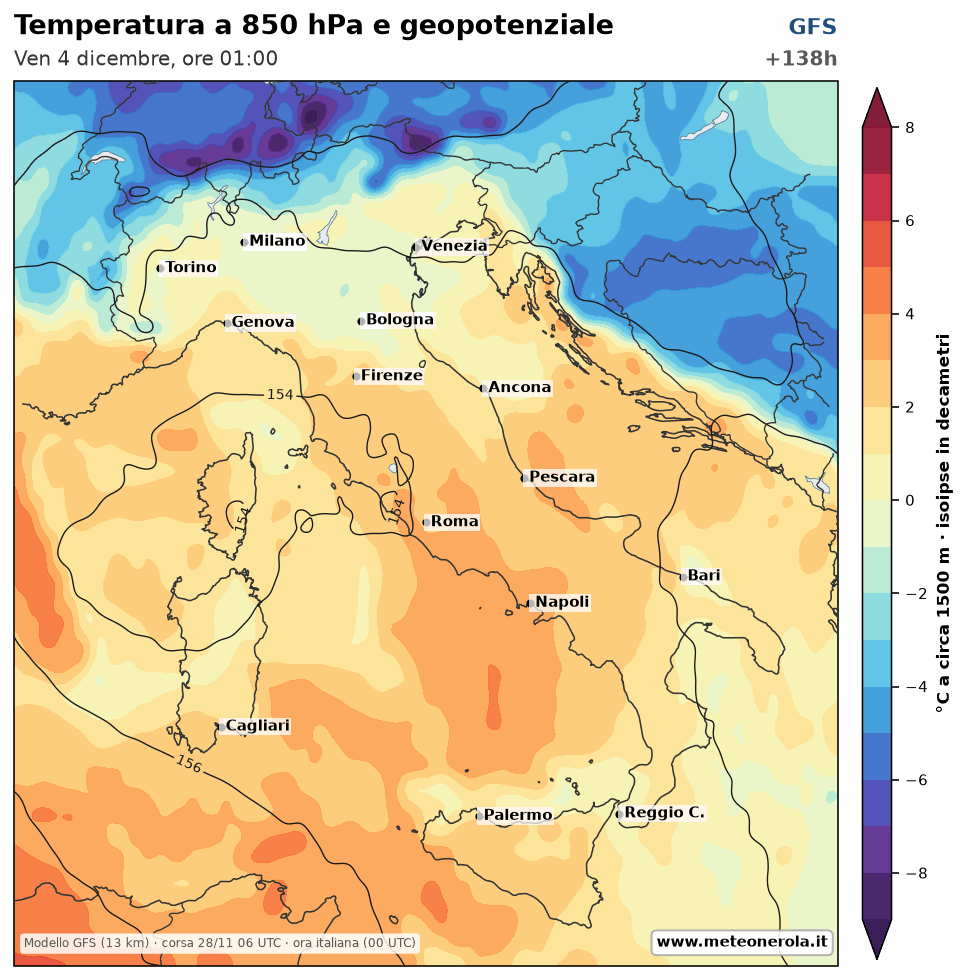 Temperatura a 850 hPa e geopotenziale
GFS
Ven 4 dicembre, ore 01:00
+138h
Milano
Venezia
Torino
Genova
Bologna
Firenze
Ancona
154
Pescara
154
154
Roma
Bari
Napoli
Cagliari
156
Palermo
Reggio C.
8
6
4
2
0
−2
−4
−6
−8
°C a circa 1500 m · isoipse in decametri
Modello GFS (13 km) · corsa 28/11 06 UTC · ora italiana (00 UTC)
www.meteonerola.it